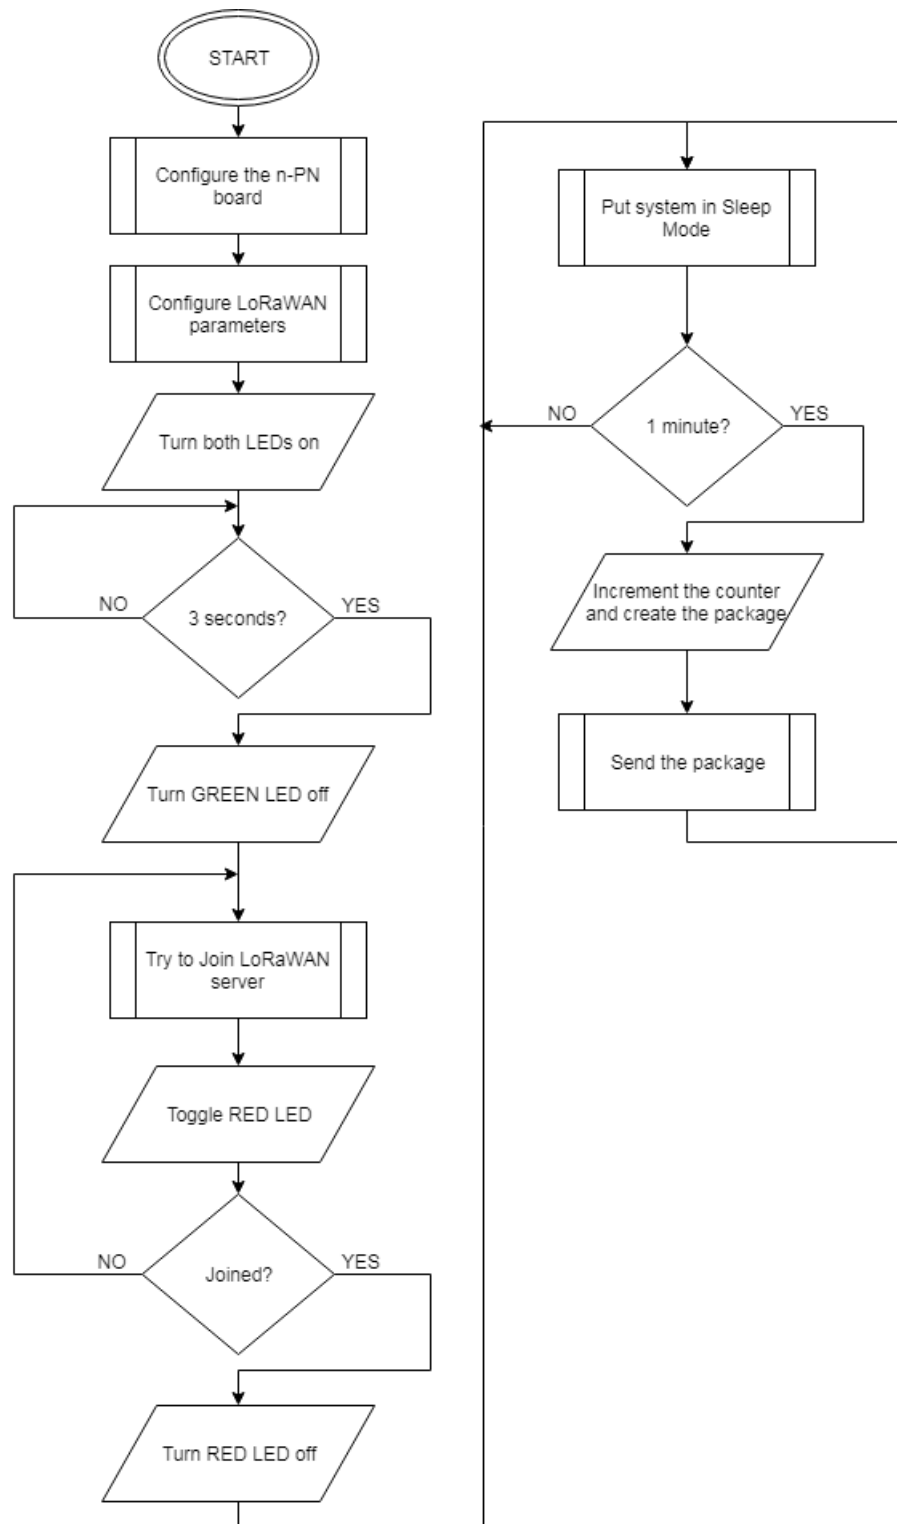 START
Configure the n-PN
board
Configure LoRaWAN
parameters
Turn both LEDs on
NO
3 seconds?
YES
Turn GREEN LED off
Try to Join LoRaWAN
server
Toggle RED LED
NO
Joined?
YES
Turn RED LED off
Put system in Sleep
Mode
NO
1 minute?
YES
Increment the counter
and create the package
Send the package